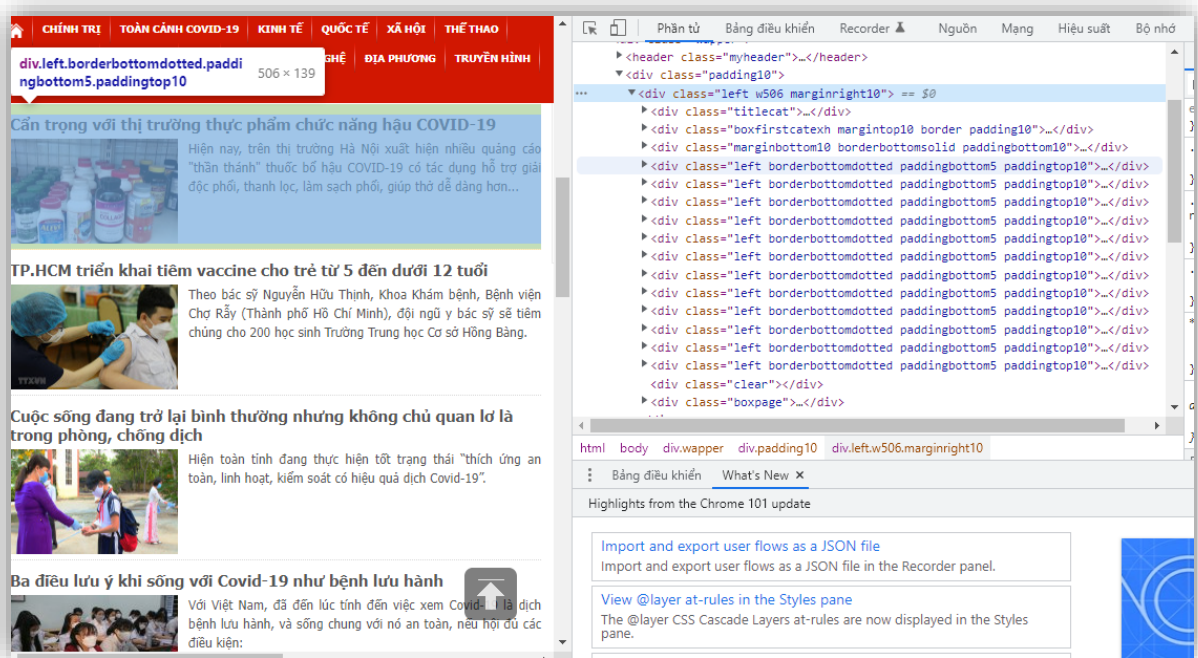 CHÍNH TRỊ TOÀN CẢNH COVID-19 KINH TẾ QUỐC TẾ XÃ HỘI THỂ THAO
GHỆ ĐỊA PHƯƠNG TRUYỀN HÌNH
div.left.borderbottomdotted.paddi
ngbottom5.paddingtop10
506 × 139
Cẩn trọng với thị trường thực phẩm chức năng hậu COVID-19
Hiện nay, trên thị trường Hà Nội xuất hiện nhiều quảng cáo
"thần thánh" thuốc bổ hậu COVID-19 có tác dụng hỗ trợ giải
độc phổi, thanh lọc, làm sạch phổi, giúp thở dễ dàng hơn...
TP.HCM triển khai tiêm vaccine cho trẻ từ 5 đến dưới 12 tuổi
Theo bác sỹ Nguyễn Hữu Thịnh, Khoa Khám bệnh, Bệnh viện
Chợ Rẫy (Thành phố Hồ Chí Minh), đội ngũ y bác sỹ sẽ tiêm
chủng cho 200 học sinh Trường Trung học Cơ sở Hồng Bàng.
TTXVN
Cuộc sống đang trở lại bình thường nhưng không chủ quan lơ là
trong phòng, chống dịch
Hiện toàn tỉnh đang thực hiện tốt trạng thái "thích ứng an
toàn, linh hoạt, kiểm soát có hiệu quả dịch Covid-19".
Ba điều lưu ý khi sống với Covid-19 như bệnh lưu hành
Với Việt Nam, đã đến lúc tính đến việc xem Covid-19 là dịch
bệnh lưu hành, và sống chung với nó an toàn, nếu hội đủ các
điều kiện:
Phần tử Bảng điều khiển Recorder Nguồn Mạng Hiệu suất Bộ nhớ
<header class="myheader">…</header>
<div class="padding10">
<div class="left w506 marginright10"> == $0
<div class="titlecat">…</div>
<div class="boxfirstcatexh margintop10 border padding10">…</div>
<div class="marginbottom10 borderbottomsolid paddingbottom10">…</div>
<div class="left borderbottomdotted paddingbottom5 paddingtop10">…</div>
<div class="left borderbottomdotted paddingbottom5 paddingtop10">…</div>
<div class="left borderbottomdotted paddingbottom5 paddingtop10">…</div>
<div class="left borderbottomdotted paddingbottom5 paddingtop10">…</div>
<div class="left borderbottomdotted paddingbottom5 paddingtop10">…</div>
<div class="left borderbottomdotted paddingbottom5 paddingtop10">…</div>
<div class="left borderbottomdotted paddingbottom5 paddingtop10">…</div>
<div class="left borderbottomdotted paddingbottom5 paddingtop10">…</div>
<div class="left borderbottomdotted paddingbottom5 paddingtop10">…</div>
<div class="left borderbottomdotted paddingbottom5 paddingtop10">…</div>
<div class="left borderbottomdotted paddingbottom5 paddingtop10">…</div>
<div class="left borderbottomdotted paddingbottom5 paddingtop10">…</div>
<div class="clear"></div>
<div class="boxpage">…</div>
html body div.wapper div.padding10 div.left.w506.marginright10
Bảng điều khiển What's New ×
Highlights from the Chrome 101 update
Import and export user flows as a JSON file
Import and export user flows as a JSON file in the Recorder panel.
View @layer at-rules in the Styles pane
The @layer CSS Cascade Layers at-rules are now displayed in the Styles
pane.